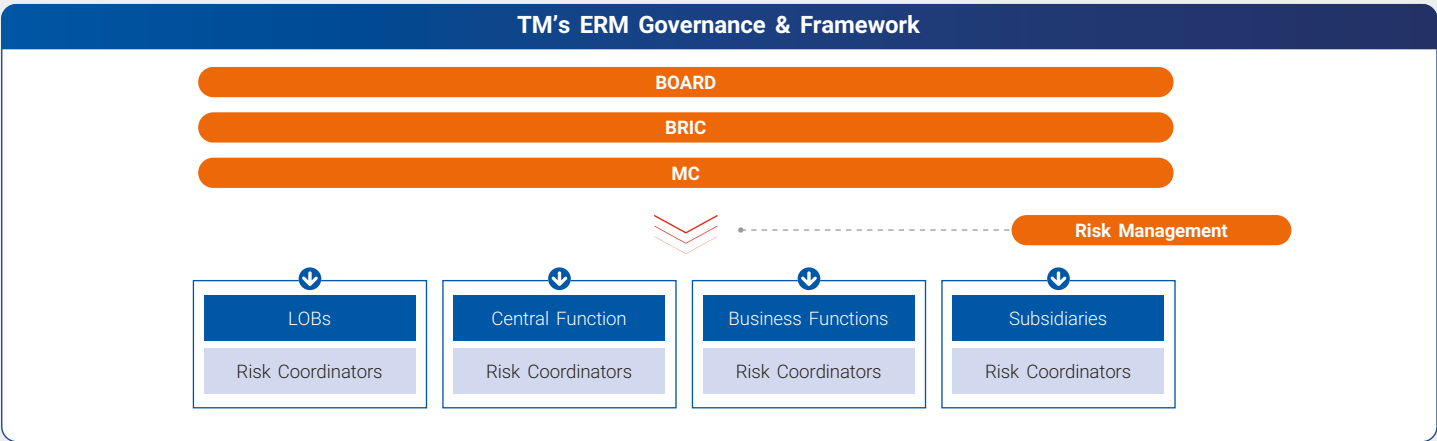 TM’s ERM Governance & Framework
BOARD
BRIC
MC
Risk Management
LOBs
Central Function
Business Functions
Subsidiaries
Risk Coordinators
Risk Coordinators
Risk Coordinators
Risk Coordinators